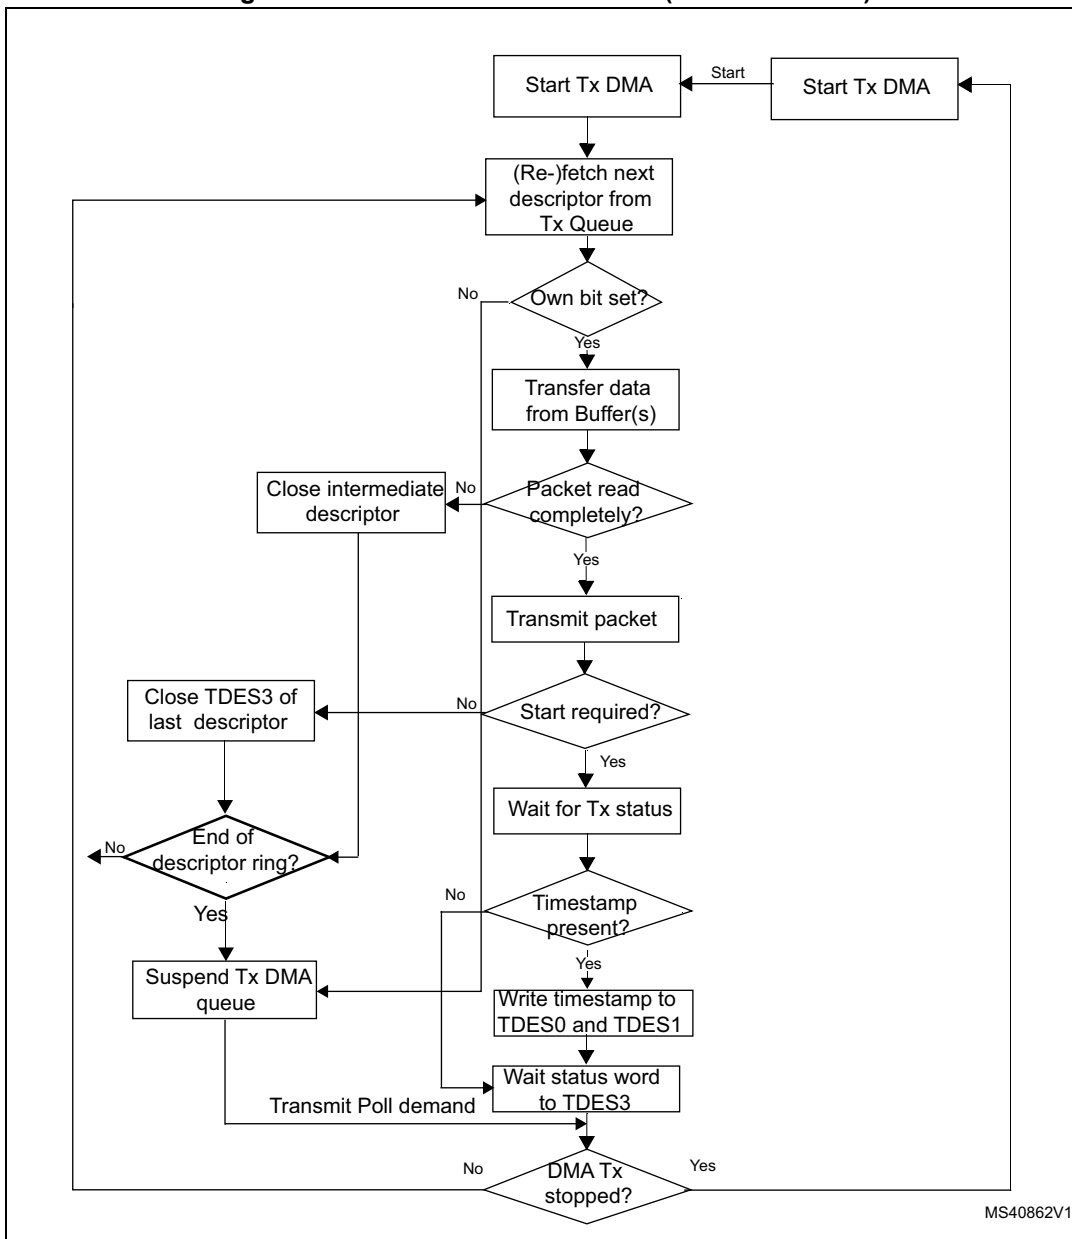 Start Tx DMA
Start
Start Tx DMA
(Re-)fetch next
descriptor from
Tx Queue
No
Own bit set?
Yes
Transfer data
from Buffer(s)
Close intermediate
descriptor
No
Packet read
completely?
Yes
Transmit packet
Close TDES3 of
last descriptor
No
Start required?
Yes
Wait for Tx status
No
End of
descriptor ring?
Yes
No
Timestamp
present?
Yes
Suspend Tx DMA
queue
Write timestamp to
TDES0 and TDES1
Wait status word
to TDES3
Transmit Poll demand
No
DMA Tx
stopped?
Yes
MS40862V1